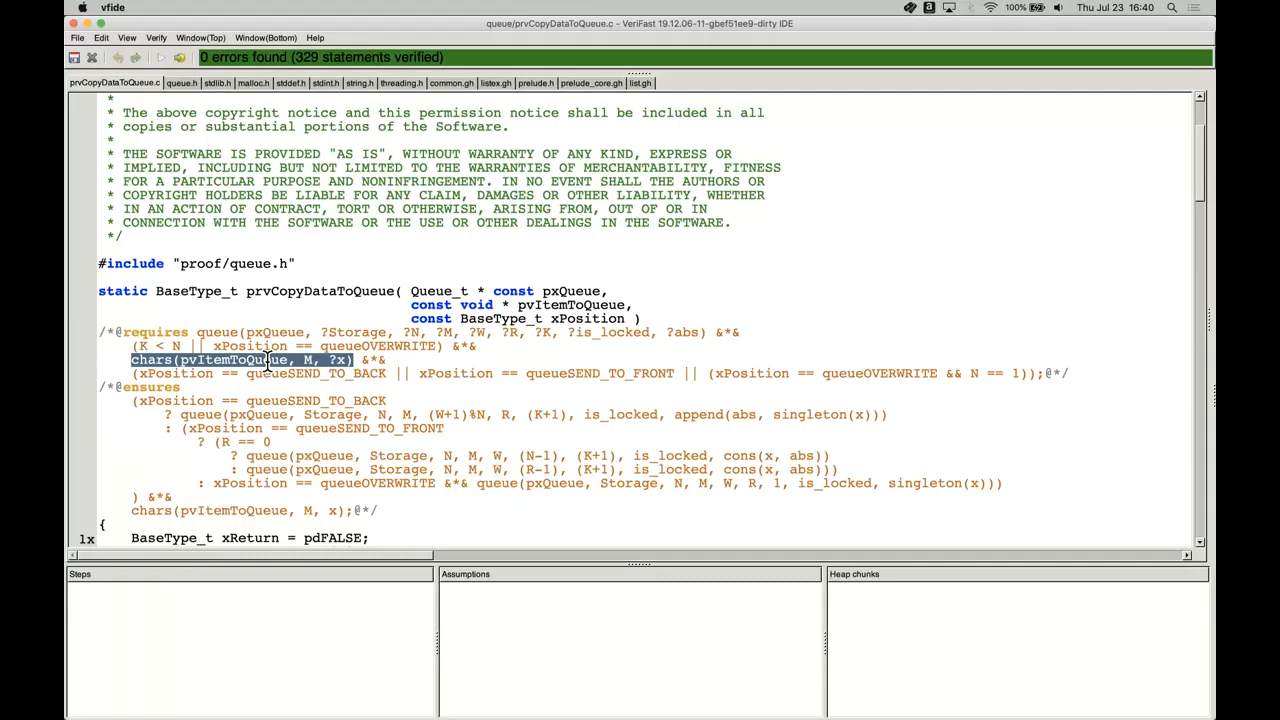 vfide
100%
Thu Jul 23 16:40
queue/prvCopyDataToQueue.c - VeriFast 19.12.06-11-gbef51ee9-dirty IDE
File Edit View Verify Window(Top) Window(Bottom) Help
0 errors found (329 statements verified)
prvCopyDataToQueue.c queue.h stdlib.h malloc.h stddef.h stdint.h string.h threading.h common.gh listex.gh prelude.h prelude_core.gh list.gh
*
* The above copyright notice and this permission notice shall be included in all
* copies or substantial portions of the Software.
*
* THE SOFTWARE IS PROVIDED "AS IS", WITHOUT WARRANTY OF ANY KIND, EXPRESS OR
* IMPLIED, INCLUDING BUT NOT LIMITED TO THE WARRANTIES OF MERCHANTABILITY, FITNESS
* FOR A PARTICULAR PURPOSE AND NONINFRINGEMENT. IN NO EVENT SHALL THE AUTHORS OR
* COPYRIGHT HOLDERS BE LIABLE FOR ANY CLAIM, DAMAGES OR OTHER LIABILITY, WHETHER
* IN AN ACTION OF CONTRACT, TORT OR OTHERWISE, ARISING FROM, OUT OF OR IN
* CONNECTION WITH THE SOFTWARE OR THE USE OR OTHER DEALINGS IN THE SOFTWARE.
*/
#include "proof/queue.h"
static BaseType_t prvCopyDataToQueue( Queue_t * const pxQueue,
const void * pvItemToQueue,
const BaseType_t xPosition )
/*@requires queue(pxQueue, ?Storage, ?N, ?M, ?W, ?R, ?K, ?is_locked, ?abs) &*&
(K < N || xPosition == queueOVERWRITE) &*&
chars(pvItemToQueue, M, ?x) &*&
(xPosition == queueSEND_TO_BACK || xPosition == queueSEND_TO_FRONT || (xPosition == queueOVERWRITE && N == 1));@*/
/*@ensures
(xPosition == queueSEND_TO_BACK
? queue(pxQueue, Storage, N, M, (W+1)%N, R, (K+1), is_locked, append(abs, singleton(x)))
: (xPosition == queueSEND_TO_FRONT
? (R == 0
? queue(pxQueue, Storage, N, M, W, (N-1), (K+1), is_locked, cons(x, abs))
: queue(pxQueue, Storage, N, M, W, (R-1), (K+1), is_locked, cons(x, abs)))
: xPosition == queueOVERWRITE &*& queue(pxQueue, Storage, N, M, W, R, 1, is_locked, singleton(x)))
) &*&
chars(pvItemToQueue, M, x);@*/
{
1x BaseType_t xReturn = pdFALSE;
Steps
Assumptions
Heap chunks